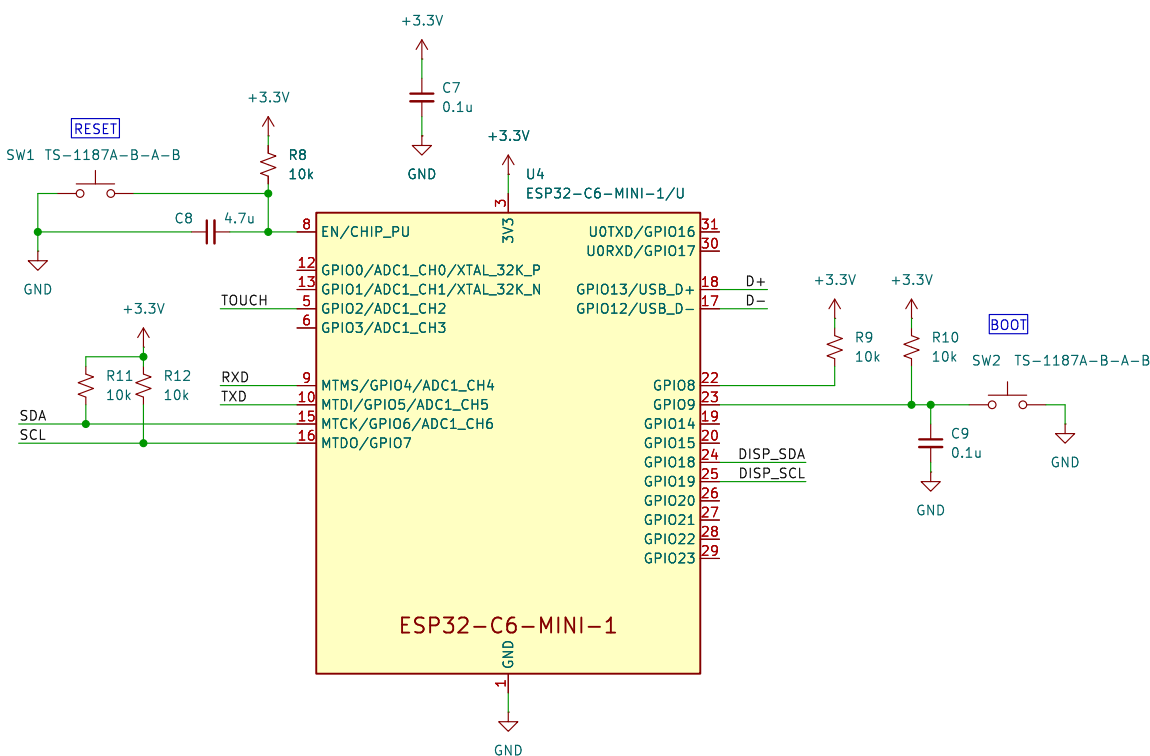 +3.3V
C7
0.1u
GND
+3.3V
RESET
SW1 TS-1187A-B-A-B
R8
10k
C8 4.7u
GND
+3.3V
U4
ESP32-C6-MINI-1/U
3
3V3
8 EN/CHIP_PU
12 GPIO0/ADC1_CH0/XTAL_32K_P
13 GPIO1/ADC1_CH1/XTAL_32K_N
TOUCH 5 GPIO2/ADC1_CH2
6 GPIO3/ADC1_CH3
RXD 9 MTMS/GPIO4/ADC1_CH4
TXD 10 MTDI/GPIO5/ADC1_CH5
SDA 15 MTCK/GPIO6/ADC1_CH6
SCL 16 MTDO/GPIO7
+3.3V
R11
10k
R12
10k
U0TXD/GPIO16 31
U0RXD/GPIO17 30
GPIO13/USB_D+ 18 D+
GPIO12/USB_D- 17 D-
GPIO8 22
GPIO9 23
GPIO14 19
GPIO15 20
GPIO18 24 DISP_SDA
GPIO19 25 DISP_SCL
GPIO20 26
GPIO21 27
GPIO22 28
GPIO23 29
+3.3V
R9
10k
+3.3V
R10
10k
BOOT
SW2 TS-1187A-B-A-B
C9
0.1u
GND
GND
ESP32-C6-MINI-1
GND
1
GND